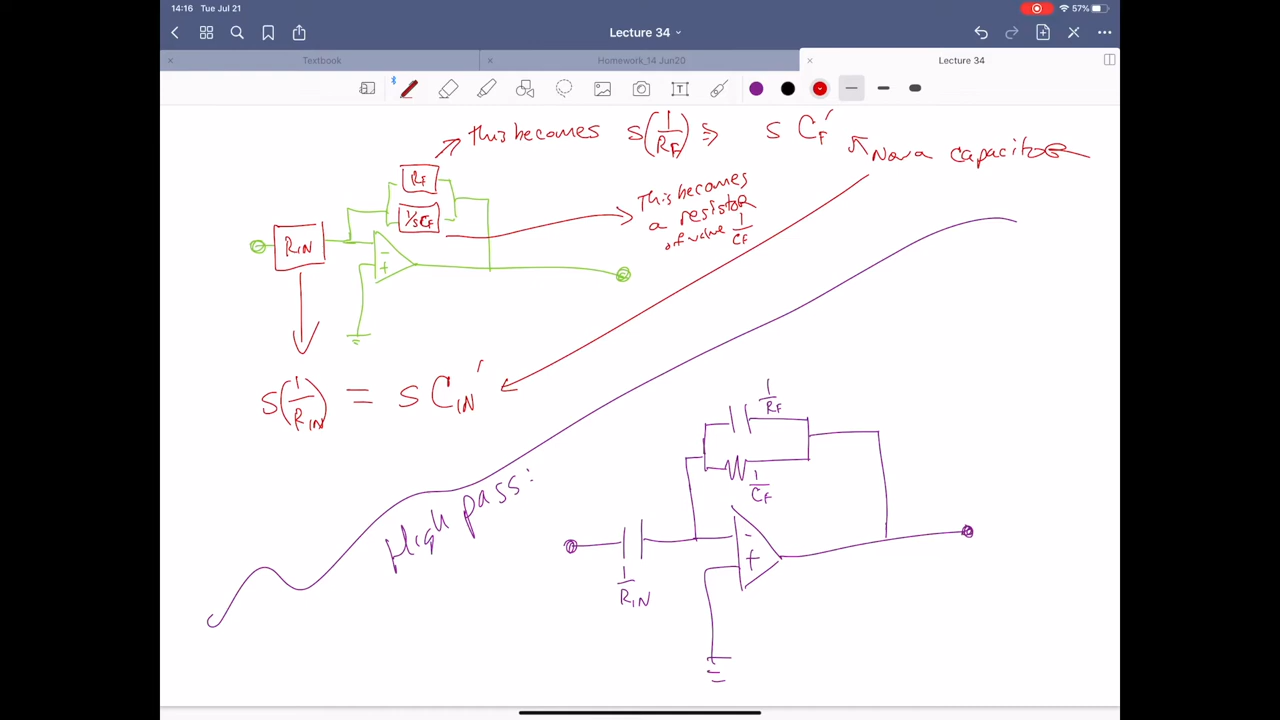 14:16 Tue Jul 21
57%
Lecture 34
Textbook
Homework_14 Jun20
Lecture 34
T
this becomes s(1/RF) ⇒ s CF'
Now a capacitor
RF
1/sCF
This becomes
a resistor
of value 1/CF
RIN
-
+
s(1/RIN) = s CIN'
High pass:
1/RF
1/CF
-
+
1/RIN